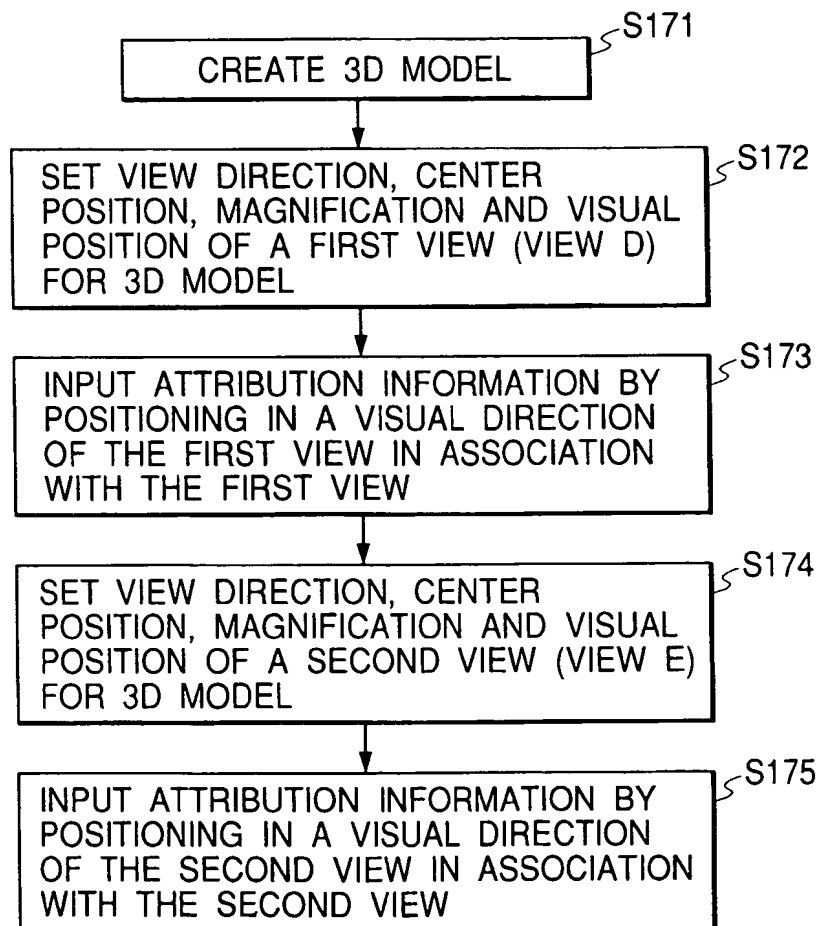 S171
CREATE 3D MODEL
S172
SET VIEW DIRECTION, CENTER
POSITION, MAGNIFICATION AND VISUAL
POSITION OF A FIRST VIEW (VIEW D)
FOR 3D MODEL
S173
INPUT ATTRIBUTION INFORMATION BY
POSITIONING IN A VISUAL DIRECTION
OF THE FIRST VIEW IN ASSOCIATION
WITH THE FIRST VIEW
S174
SET VIEW DIRECTION, CENTER
POSITION, MAGNIFICATION AND VISUAL
POSITION OF A SECOND VIEW (VIEW E)
FOR 3D MODEL
S175
INPUT ATTRIBUTION INFORMATION BY
POSITIONING IN A VISUAL DIRECTION
OF THE SECOND VIEW IN ASSOCIATION
WITH THE SECOND VIEW